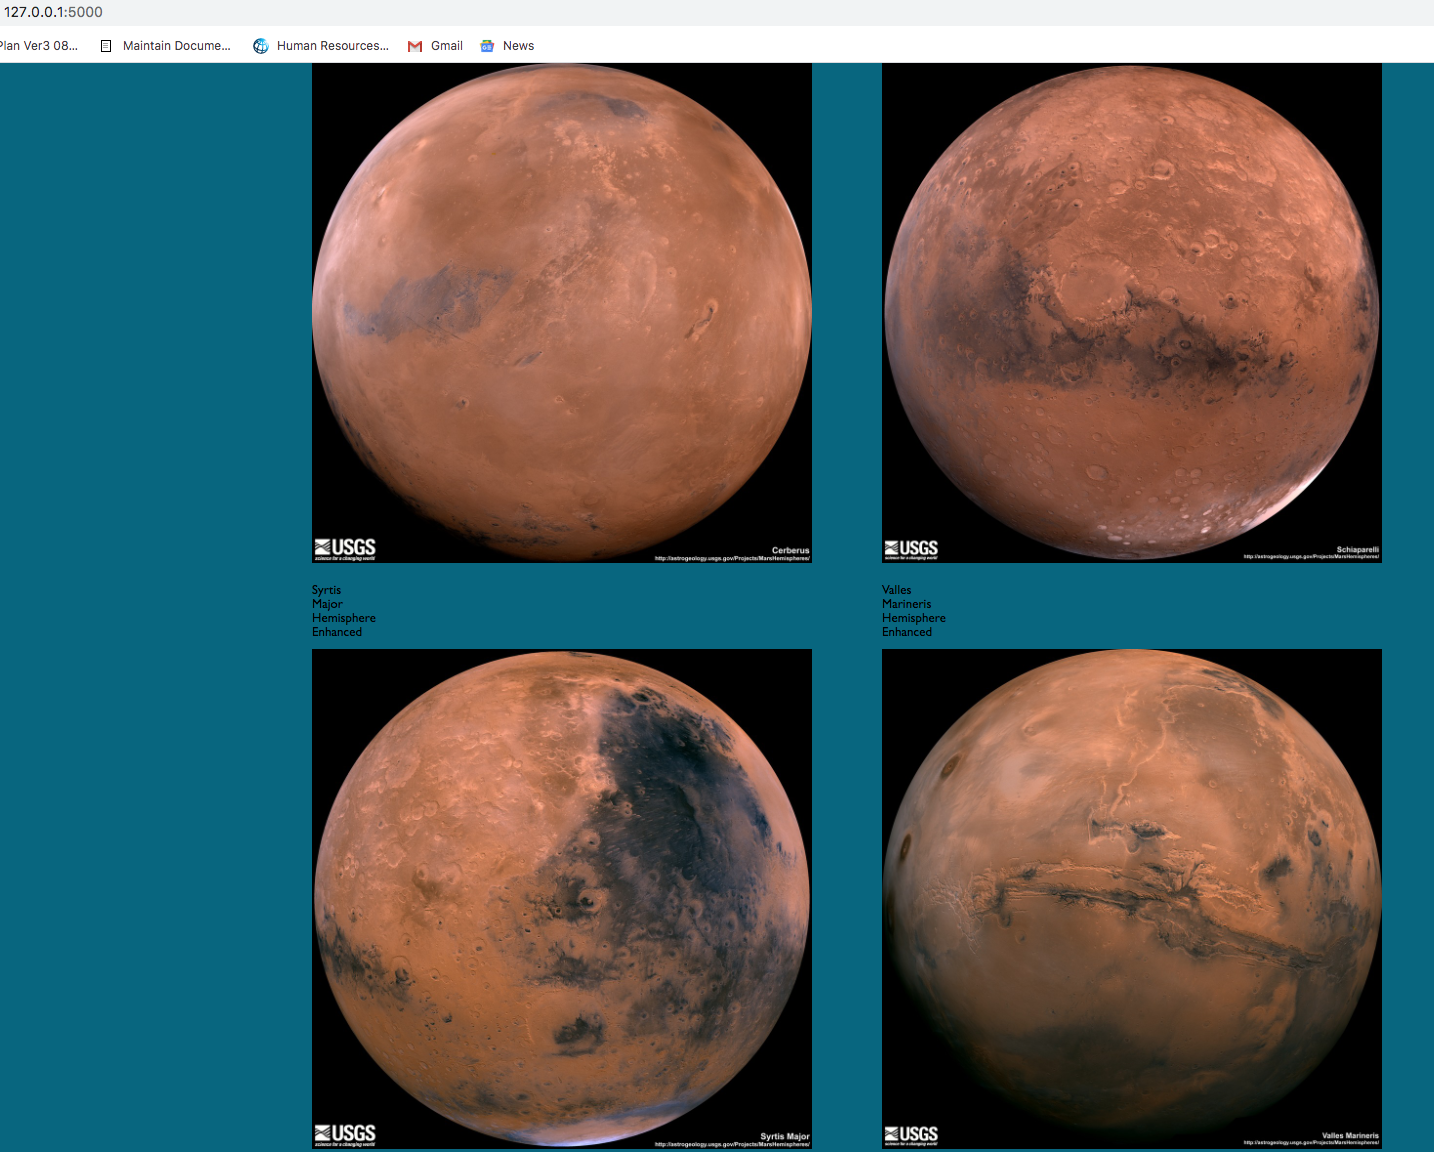 127.0.0.1:5000
Plan Ver3 08... Maintain Docume... Human Resources... Gmail News
USGS
science for a changing world
Cerberus
http://astrogeology.usgs.gov/Projects/MarsHemispheres/
USGS
science for a changing world
Schiaparelli
http://astrogeology.usgs.gov/Projects/MarsHemispheres/
Syrtis
Major
Hemisphere
Enhanced
Valles
Marineris
Hemisphere
Enhanced
USGS
science for a changing world
Syrtis Major
http://astrogeology.usgs.gov/Projects/MarsHemispheres/
USGS
science for a changing world
Valles Marineris
http://astrogeology.usgs.gov/Projects/MarsHemispheres/